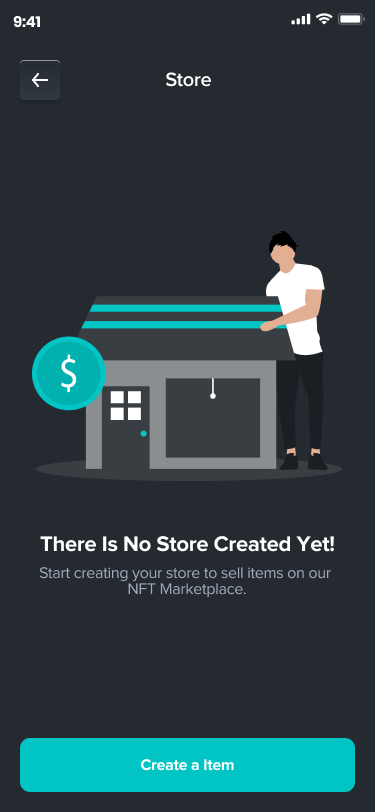 9:41
Store
$
There Is No Store Created Yet!
Start creating your store to sell items on our
NFT Marketplace.
Create a Item